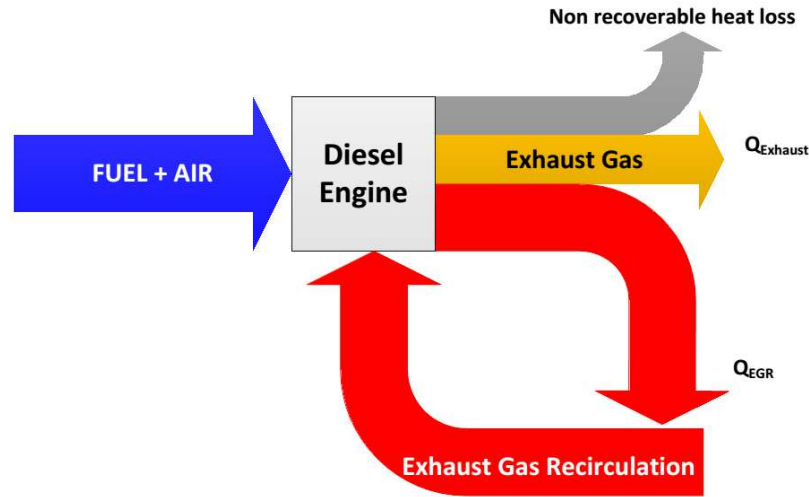 Non recoverable heat loss
FUEL + AIR
Diesel
Engine
Exhaust Gas
QExhaust
QEGR
Exhaust Gas Recirculation